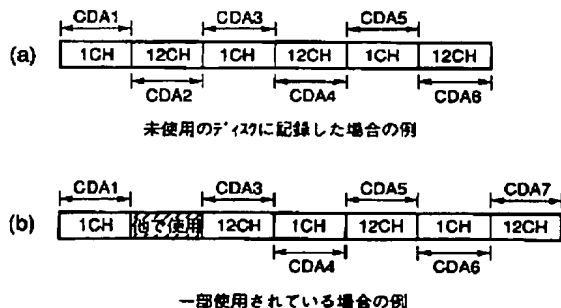 CDA1 CDA3 CDA5
(a) 1CH 12CH 1CH 12CH 1CH 12CH
CDA2 CDA4 CDA6
未使用のディスクに記録した場合の例
CDA1 CDA3 CDA5 CDA7
(b) 1CH 他で使用 12CH 1CH 12CH 1CH 12CH
CDA4 CDA6
一部使用されている場合の例